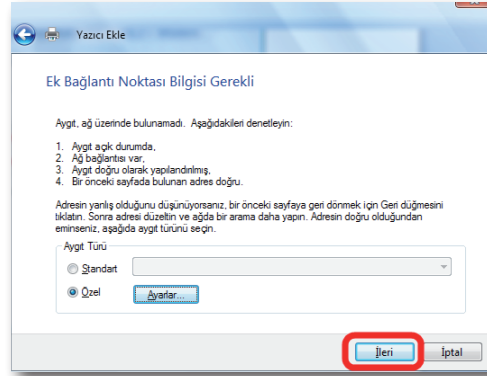 Yazıcı Ekle
Ek Bağlantı Noktası Bilgisi Gerekli
Aygıt, ağ üzerinde bulunamadı. Aşağıdakileri denetleyin:
1. Aygıt açık durumda,
2. Ağ bağlantısı var,
3. Aygıt doğru olarak yapılandırılmış,
4. Bir önceki sayfada bulunan adres doğru.
Adresin yanlış olduğunu düşünüyorsanız, bir önceki sayfaya geri dönmek için Geri düğmesini
tıklatın. Sonra adresi düzeltin ve ağda bir arama daha yapın. Adresin doğru olduğundan
eminseniz, aşağıda aygıt türünü seçin.
Aygıt Türü
Standart
Özel
Ayarlar...
İleri
İptal